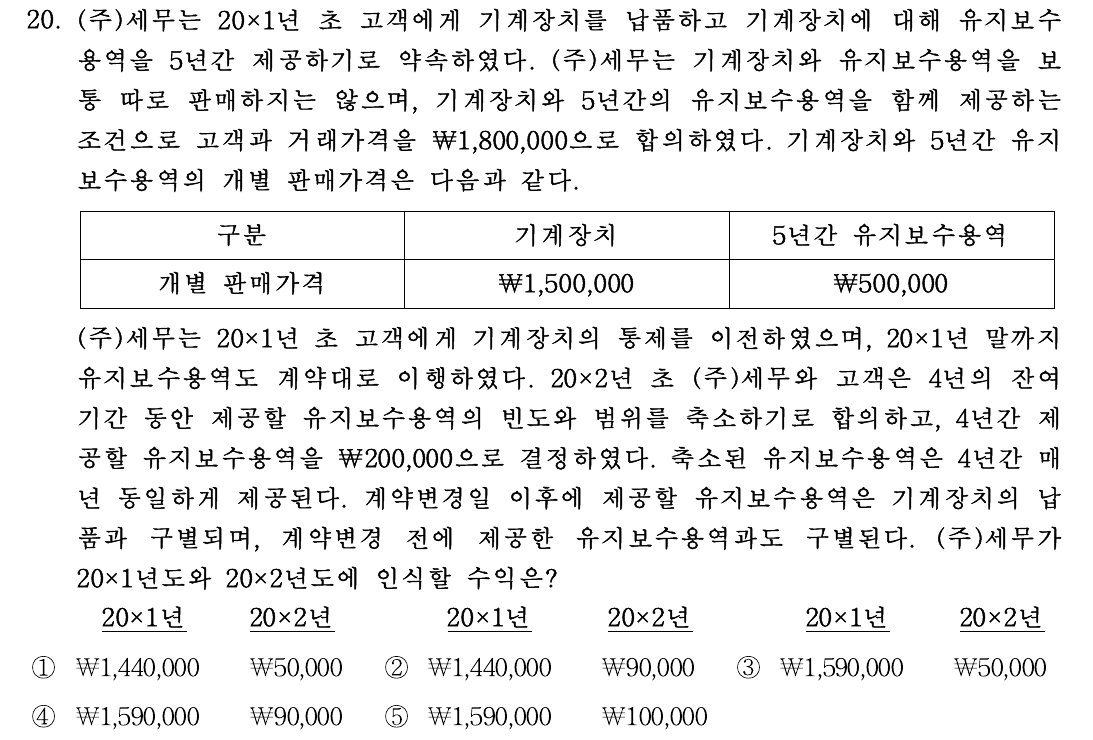 20. (주)세무는 20×1년 초 고객에게 기계장치를 납품하고 기계장치에 대해 유지보수
용역을 5년간 제공하기로 약속하였다. (주)세무는 기계장치와 유지보수용역을 보
통 따로 판매하지는 않으며, 기계장치와 5년간의 유지보수용역을 함께 제공하는
조건으로 고객과 거래가격을 ₩1,800,000으로 합의하였다. 기계장치와 5년간 유지
보수용역의 개별 판매가격은 다음과 같다.
구분 기계장치 5년간 유지보수용역
개별 판매가격 ₩1,500,000 ₩500,000
(주)세무는 20×1년 초 고객에게 기계장치의 통제를 이전하였으며, 20×1년 말까지
유지보수용역도 계약대로 이행하였다. 20×2년 초 (주)세무와 고객은 4년의 잔여
기간 동안 제공할 유지보수용역의 빈도와 범위를 축소하기로 합의하고, 4년간 제
공할 유지보수용역을 ₩200,000으로 결정하였다. 축소된 유지보수용역은 4년간 매
년 동일하게 제공된다. 계약변경일 이후에 제공할 유지보수용역은 기계장치의 납
품과 구별되며, 계약변경 전에 제공한 유지보수용역과도 구별된다. (주)세무가
20×1년도와 20×2년도에 인식할 수익은?
20×1년 20×2년 20×1년 20×2년 20×1년 20×2년
① ₩1,440,000 ₩50,000 ② ₩1,440,000 ₩90,000 ③ ₩1,590,000 ₩50,000
④ ₩1,590,000 ₩90,000 ⑤ ₩1,590,000 ₩100,000